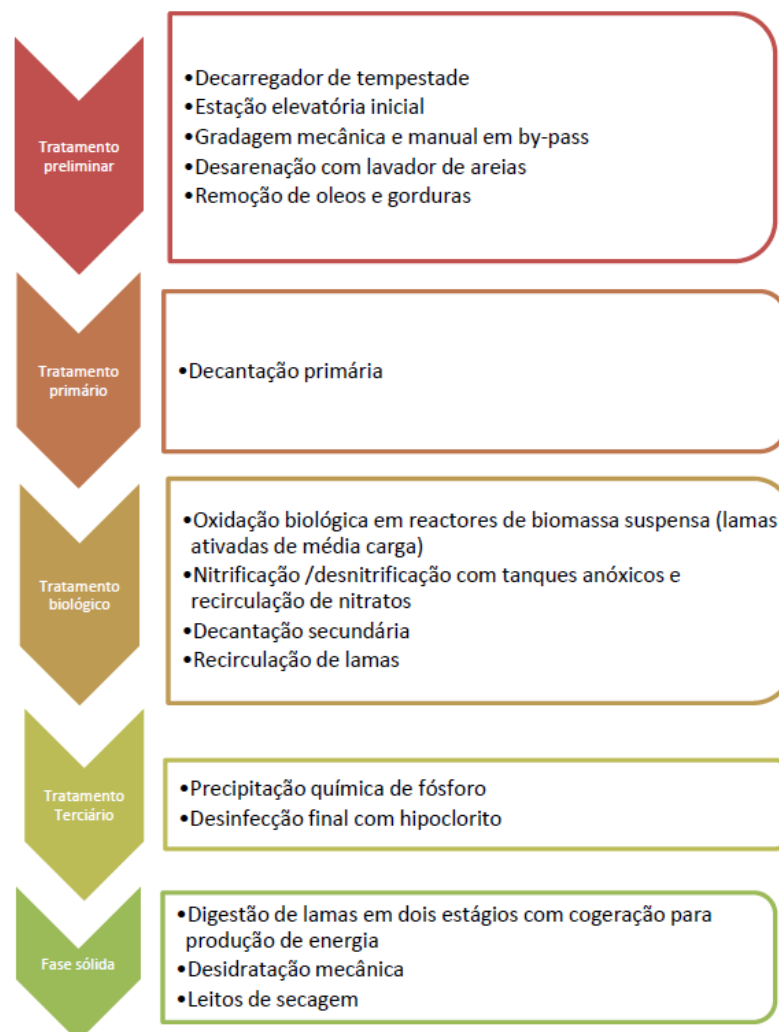 Tratamento
preliminar
•Decarregador de tempestade
•Estação elevatória inicial
•Gradagem mecânica e manual em by-pass
•Desarenação com lavador de areias
•Remoção de oleos e gorduras
Tratamento
primário
•Decantação primária
Tratamento
biológico
•Oxidação biológica em reactores de biomassa suspensa (lamas
ativadas de média carga)
•Nitrificação /desnitrificação com tanques anóxicos e
recirculação de nitratos
•Decantação secundária
•Recirculação de lamas
Tratamento
Terciário
•Precipitação química de fósforo
•Desinfecção final com hipoclorito
Fase sólida
•Digestão de lamas em dois estágios com cogeração para
produção de energia
•Desidratação mecânica
•Leitos de secagem